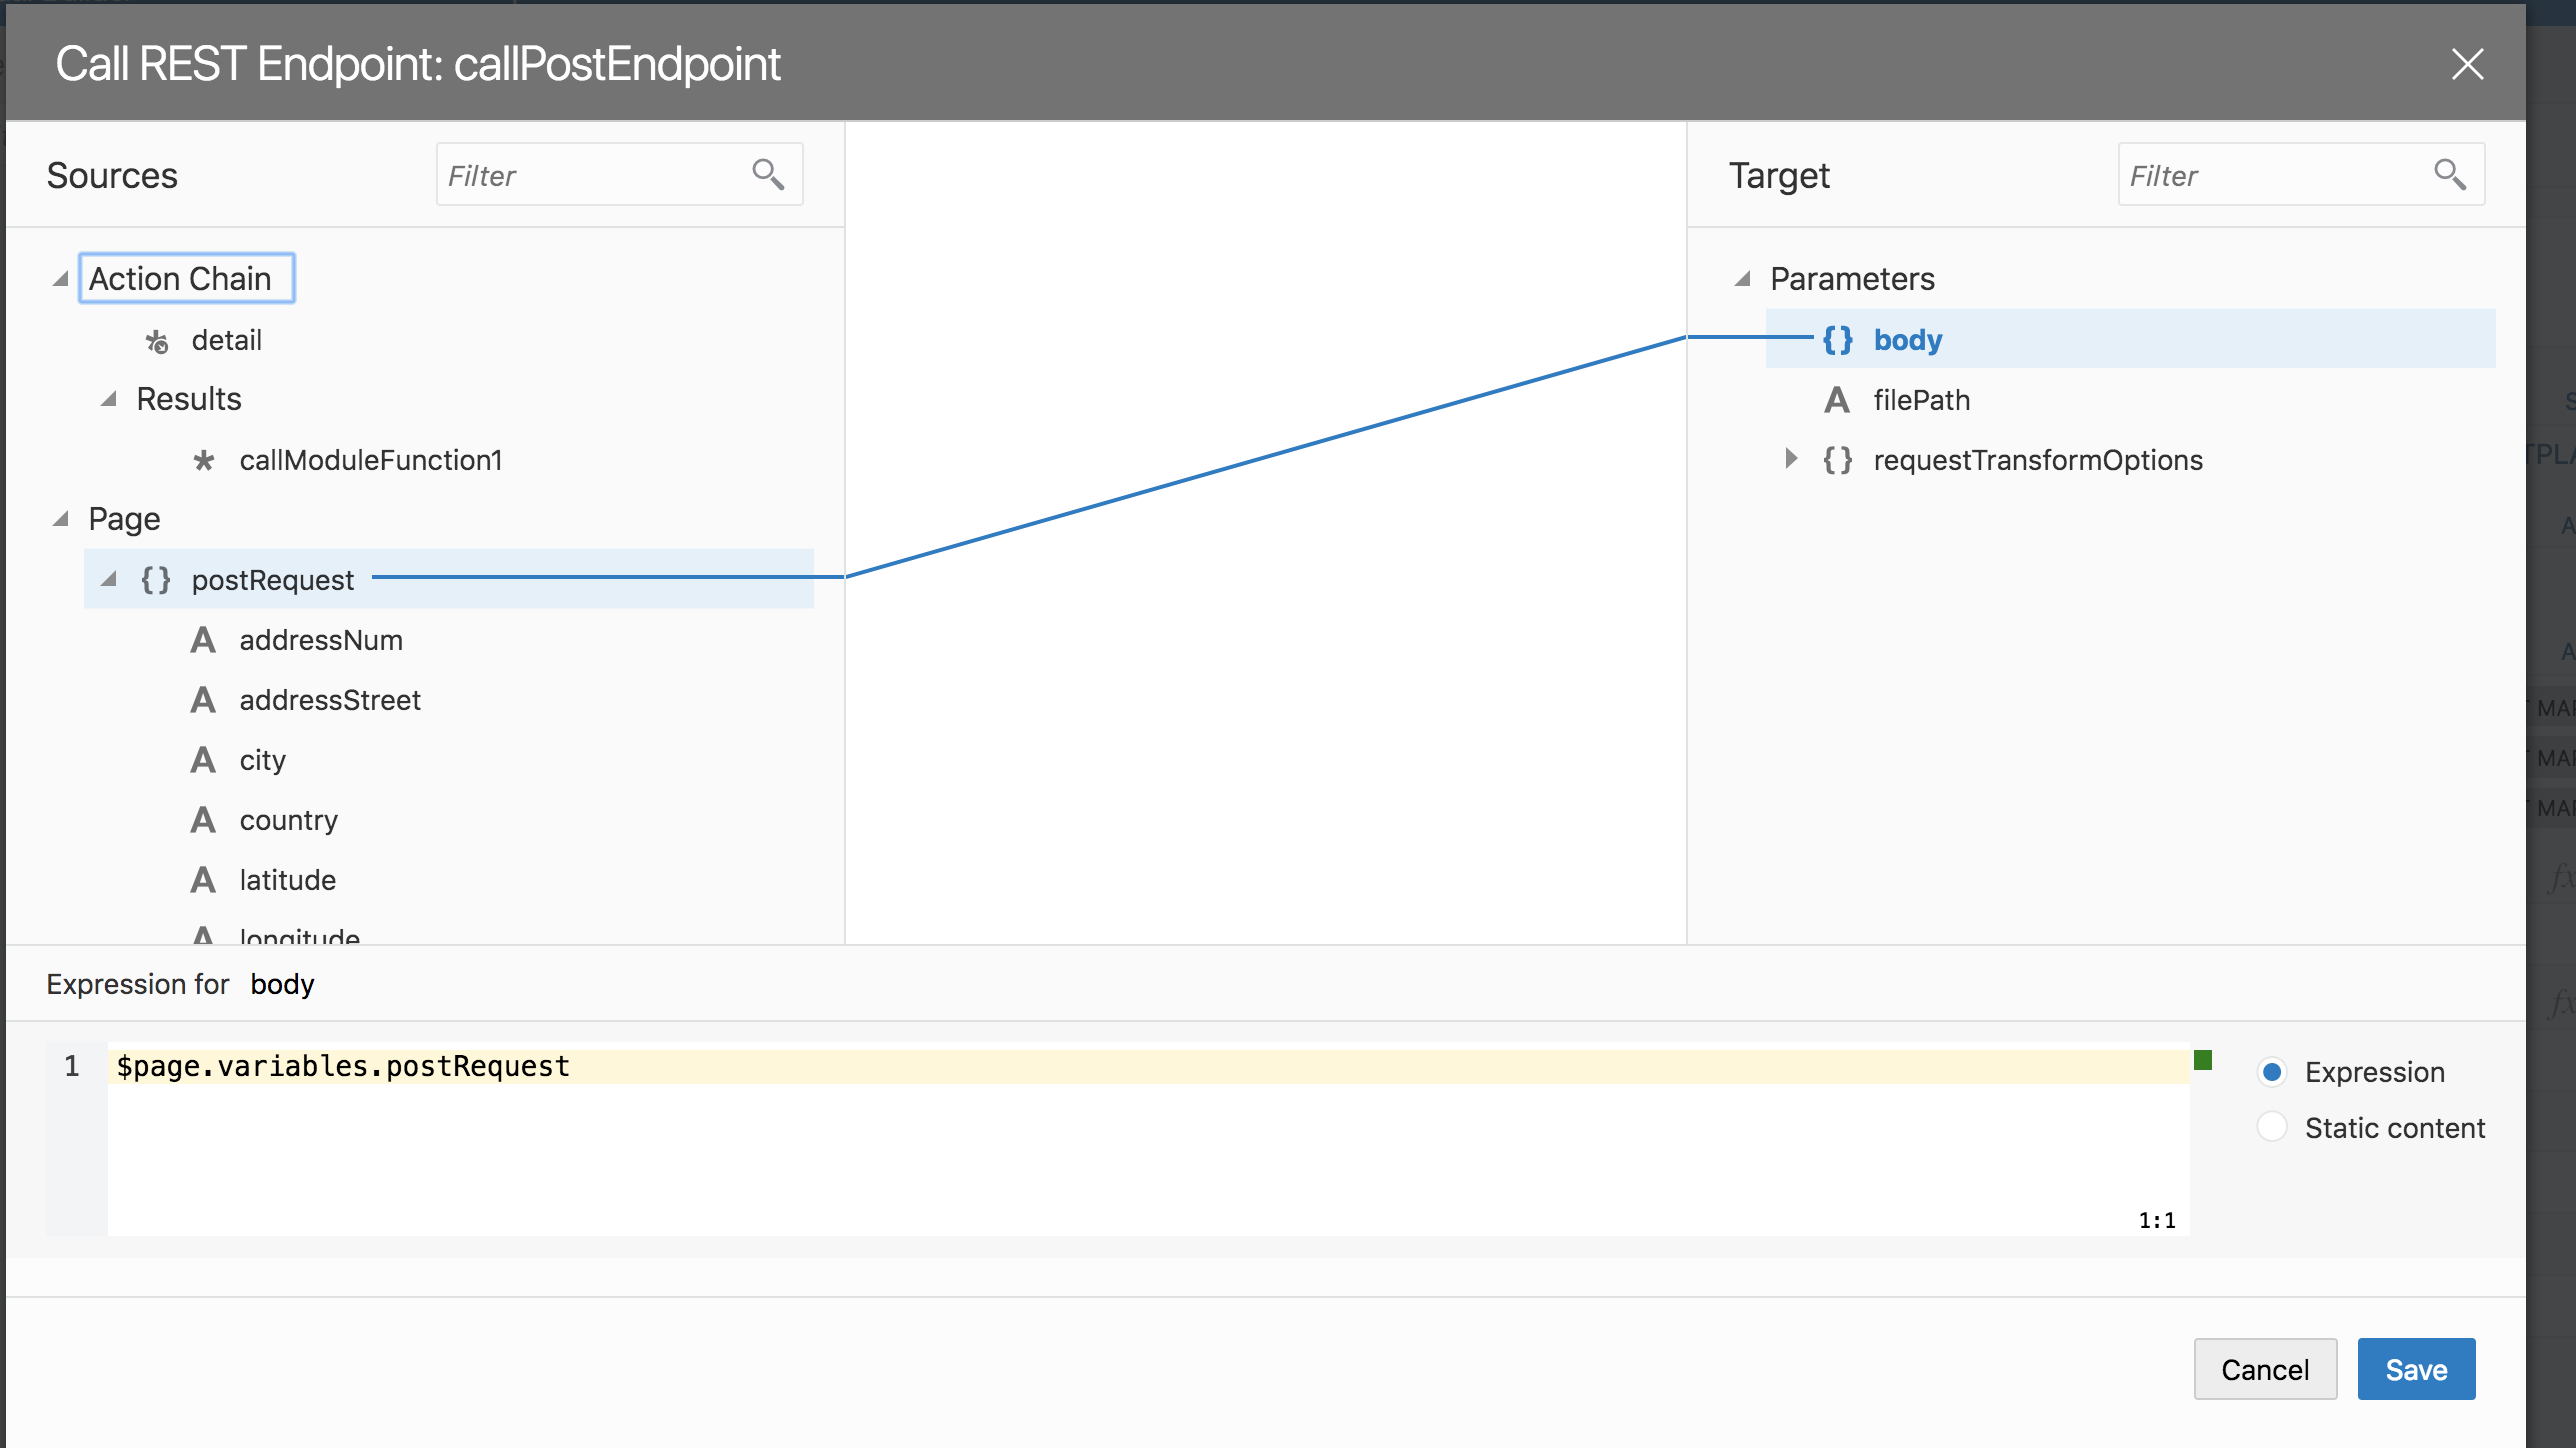 Call REST Endpoint: callPostEndpoint
Sources
Filter
Target
Filter
Action Chain
detail
Results
callModuleFunction1
Page
postRequest
addressNum
addressStreet
city
country
latitude
longitude
Parameters
{} body
A filePath
{} requestTransformOptions
Expression for body
1 $page.variables.postRequest
1:1
Expression
Static content
Cancel
Save